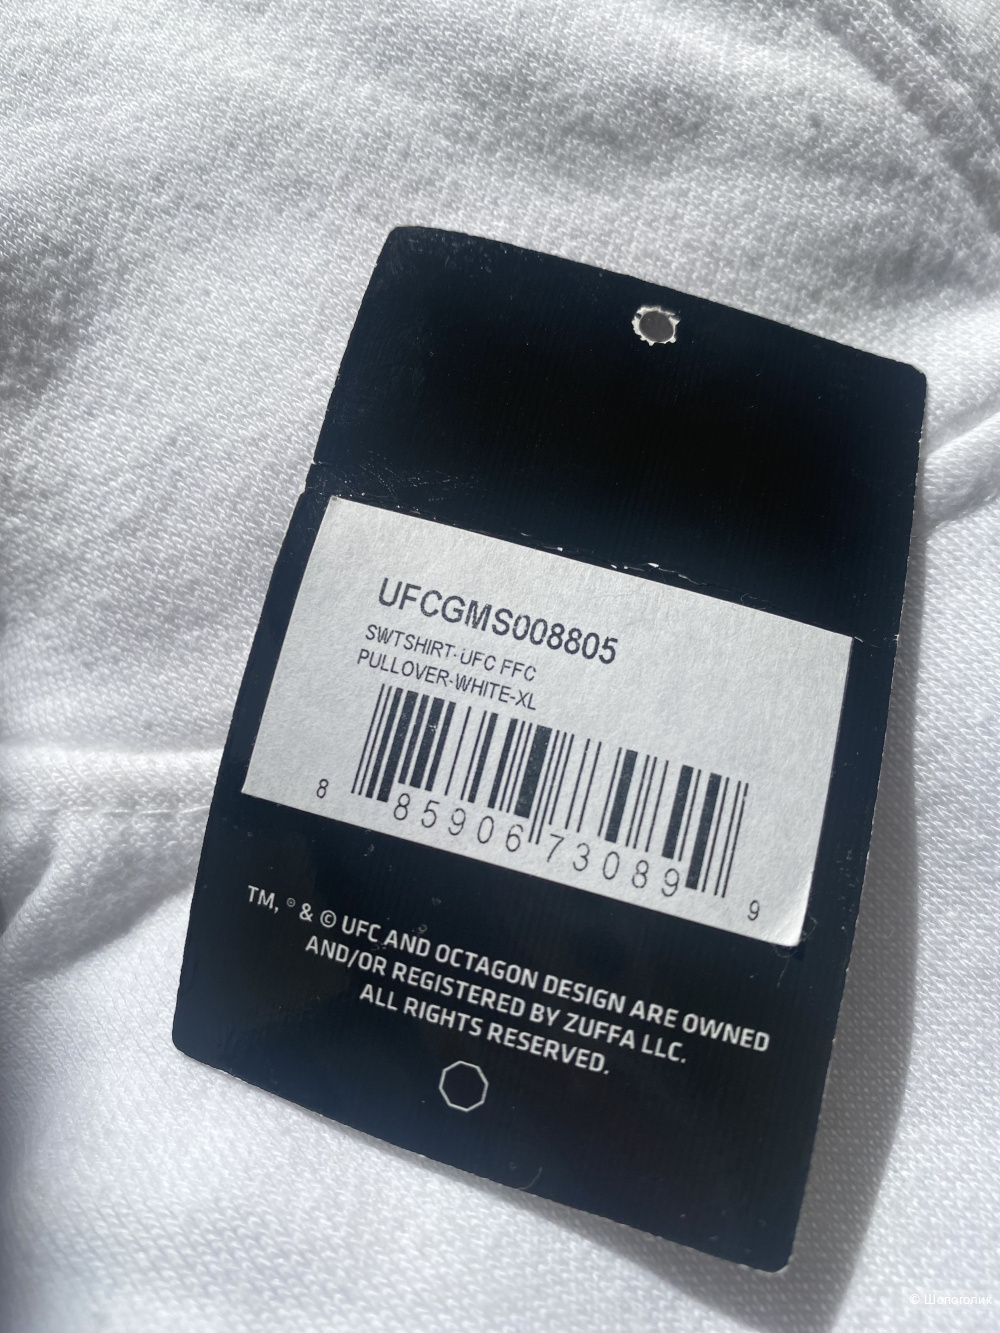 UFCGMS008805
SWTSHIRT-UFC FFC
PULLOVER-WHITE-XL
8 85906 73089 9
TM, ® & © UFC AND OCTAGON DESIGN ARE OWNED
AND/OR REGISTERED BY ZUFFA LLC.
ALL RIGHTS RESERVED.
© Шопоголик